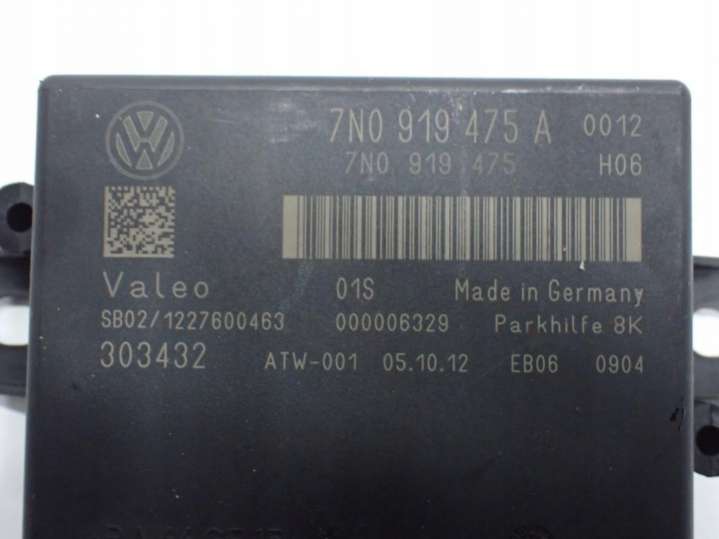 7N0 919 475 A 0012
7N0 919 475 H06
Valeo 01S Made in Germany
SB02/1227600463 000006329 Parkhilfe 8K
303432 ATW-001 05.10.12 EB06 0904